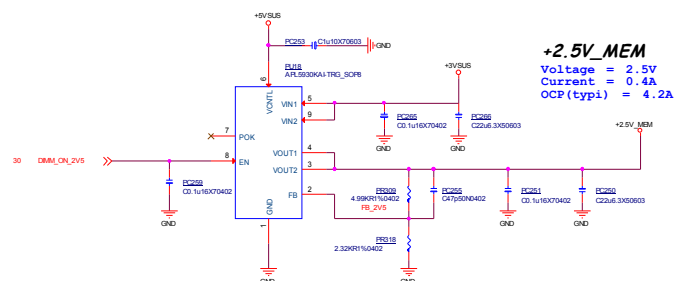 +5VSUS
PC253 C1u10X70603
GND
PU18
APL5930KAI-TRG_SOP8
+2.5V_MEM
Voltage = 2.5V
Current = 0.4A
OCP(typi) = 4.2A
+3VSUS
6
VCNTL
VIN1 5
VIN2 9
PC265
C0.1u16X70402
PC266
C22u6.3X50603
GND
GND
+2.5V_MEM
7 POK
VOUT1 4
30 DIMM_ON_2V5
8 EN
VOUT2 3
PC259
C0.1u16X70402
FB 2
PR309
4.99KR1%0402
FB_2V5
PC255
C47p50N0402
PC251
C0.1u16X70402
PC250
C22u6.3X50603
GND
GND
1
GND
GND
GND
PR318
2.32KR1%0402
GND
GND